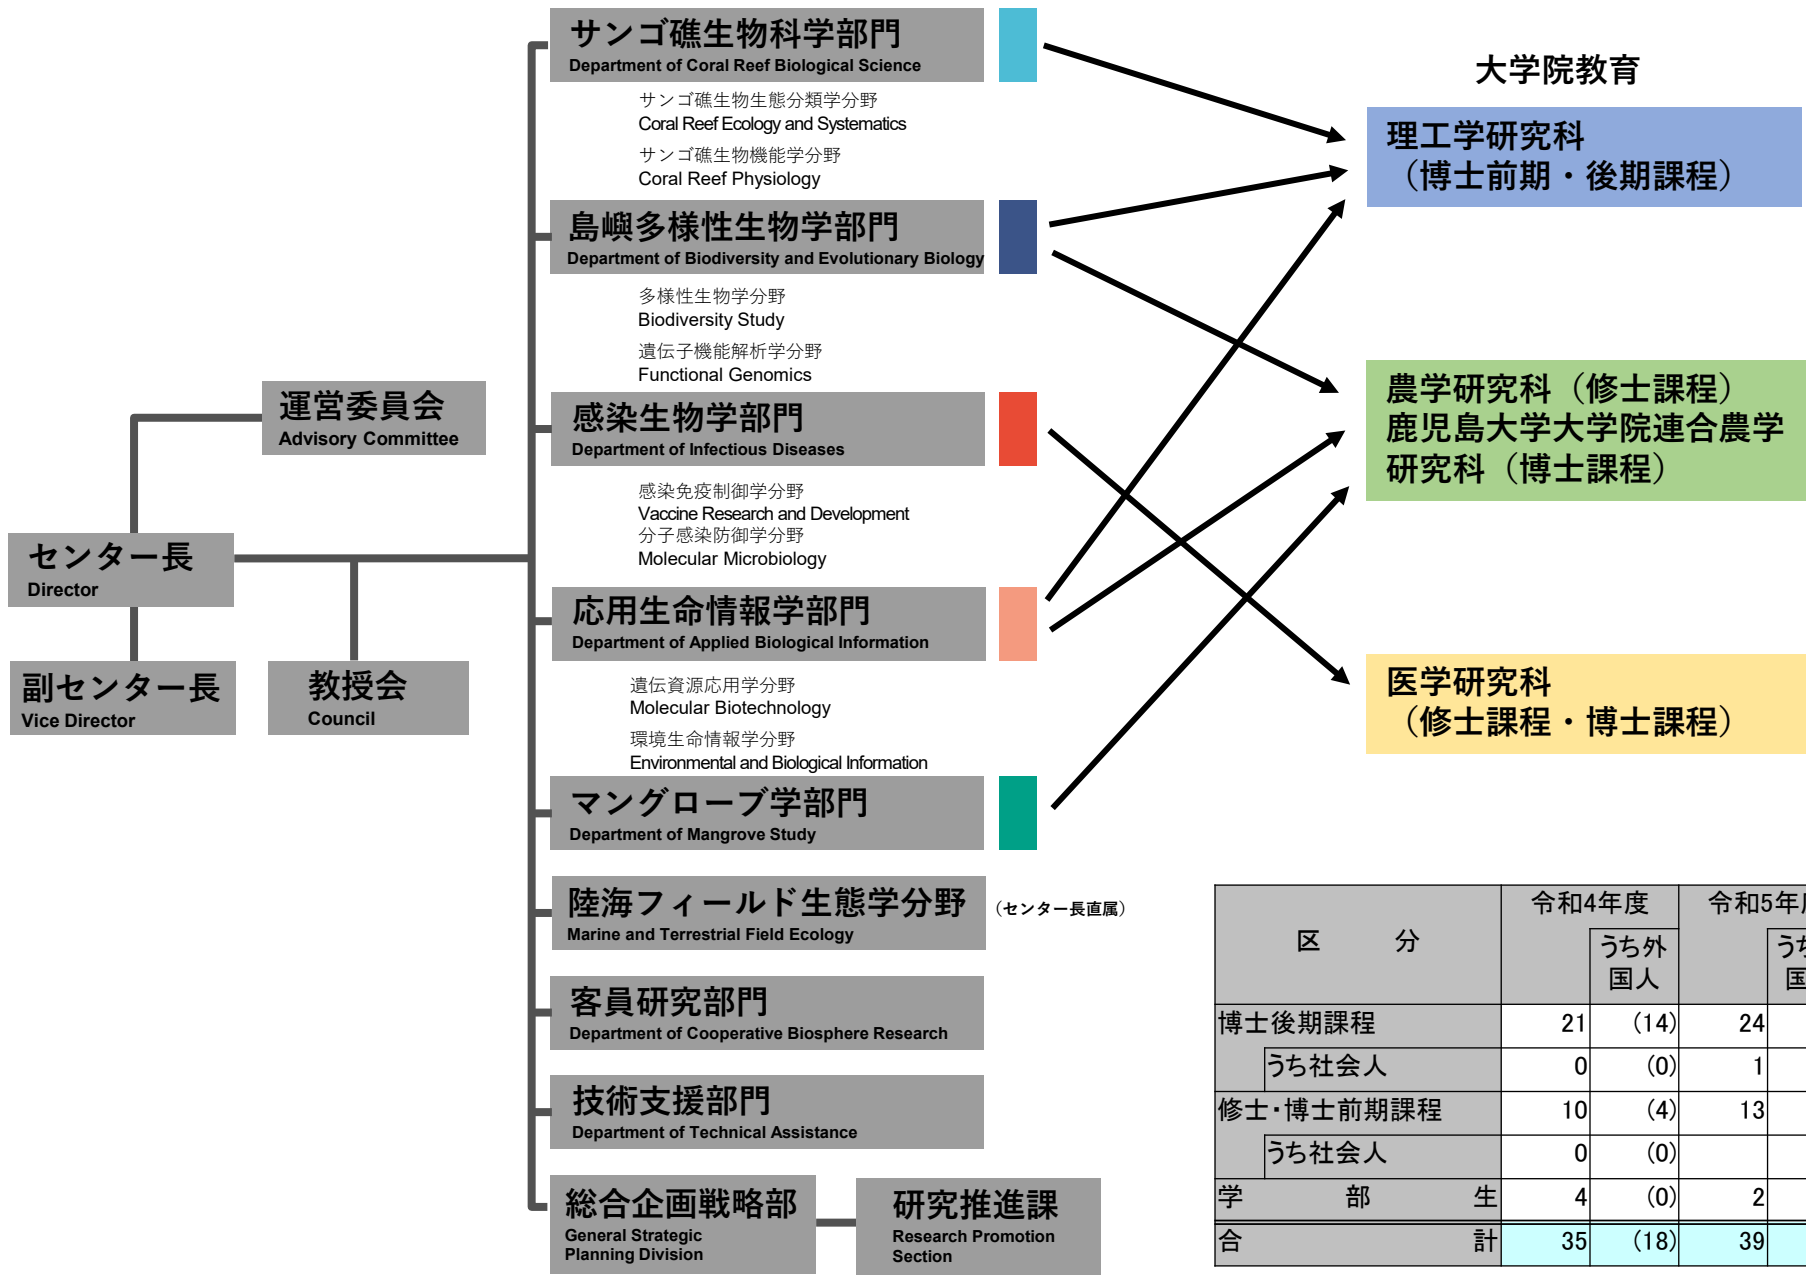 サンゴ礁生物科学部門
Department of Coral Reef Biological Science
サンゴ礁生物生態分類学分野
Coral Reef Ecology and Systematics
サンゴ礁生物機能学分野
Coral Reef Physiology
島嶼多様性生物学部門
Department of Biodiversity and Evolutionary Biology
多様性生物学分野
Biodiversity Study
遺伝子機能解析学分野
Functional Genomics
運営委員会
Advisory Committee
感染生物学部門
Department of Infectious Diseases
感染免疫制御学分野
Vaccine Research and Development
分子感染防御学分野
Molecular Microbiology
センター長
Director
副センター長
Vice Director
教授会
Council
応用生命情報学部門
Department of Applied Biological Information
遺伝資源応用学分野
Molecular Biotechnology
環境生命情報学分野
Environmental and Biological Information
マングローブ学部門
Department of Mangrove Study
陸海フィールド生態学分野
Marine and Terrestrial Field Ecology
（センター長直属）
客員研究部門
Department of Cooperative Biosphere Research
技術支援部門
Department of Technical Assistance
総合企画戦略部
General Strategic
Planning Division
研究推進課
Research Promotion
Section
大学院教育
理工学研究科
（博士前期・後期課程）
農学研究科（修士課程）
鹿児島大学大学院連合農学
研究科（博士課程）
医学研究科
（修士課程・博士課程）
区 分 令和4年度 令和5年
うち外
国人
国
博士後期課程 21 (14) 24
うち社会人 0 (0) 1
修士・博士前期課程 10 (4) 13
うち社会人 0 (0)
学 部 生 4 (0) 2
合 計 35 (18) 39